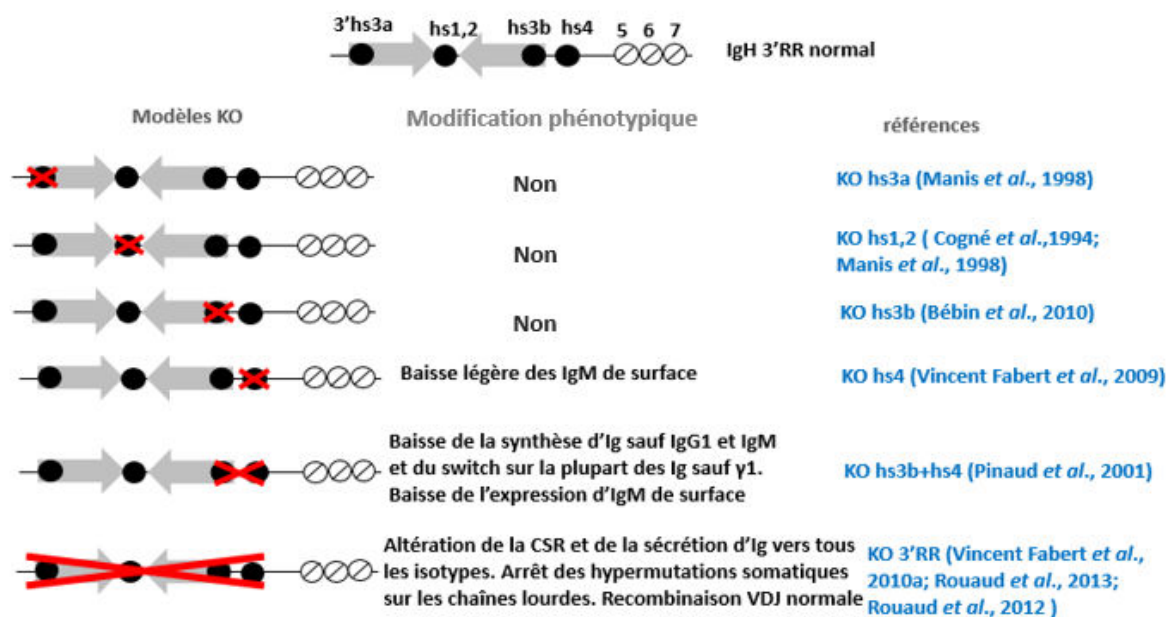 3'hs3a hs1,2 hs3b hs4 5 6 7
IgH 3'RR normal
Modèles KO
Modification phénotypique
références
Non
KO hs3a (Manis et al., 1998)
Non
KO hs1,2 ( Cogné et al.,1994;
Manis et al., 1998)
Non
KO hs3b (Bébin et al., 2010)
Baisse légère des IgM de surface
KO hs4 (Vincent Fabert et al., 2009)
Baisse de la synthèse d'Ig sauf IgG1 et IgM
et du switch sur la plupart des Ig sauf γ1.
Baisse de l'expression d'IgM de surface
KO hs3b+hs4 (Pinaud et al., 2001)
Altération de la CSR et de la sécrétion d'Ig vers tous
les isotypes. Arrêt des hypermutations somatiques
sur les chaînes lourdes. Recombinaison VDJ normale
KO 3'RR (Vincent Fabert et al.,
2010a; Rouaud et al., 2013;
Rouaud et al., 2012 )